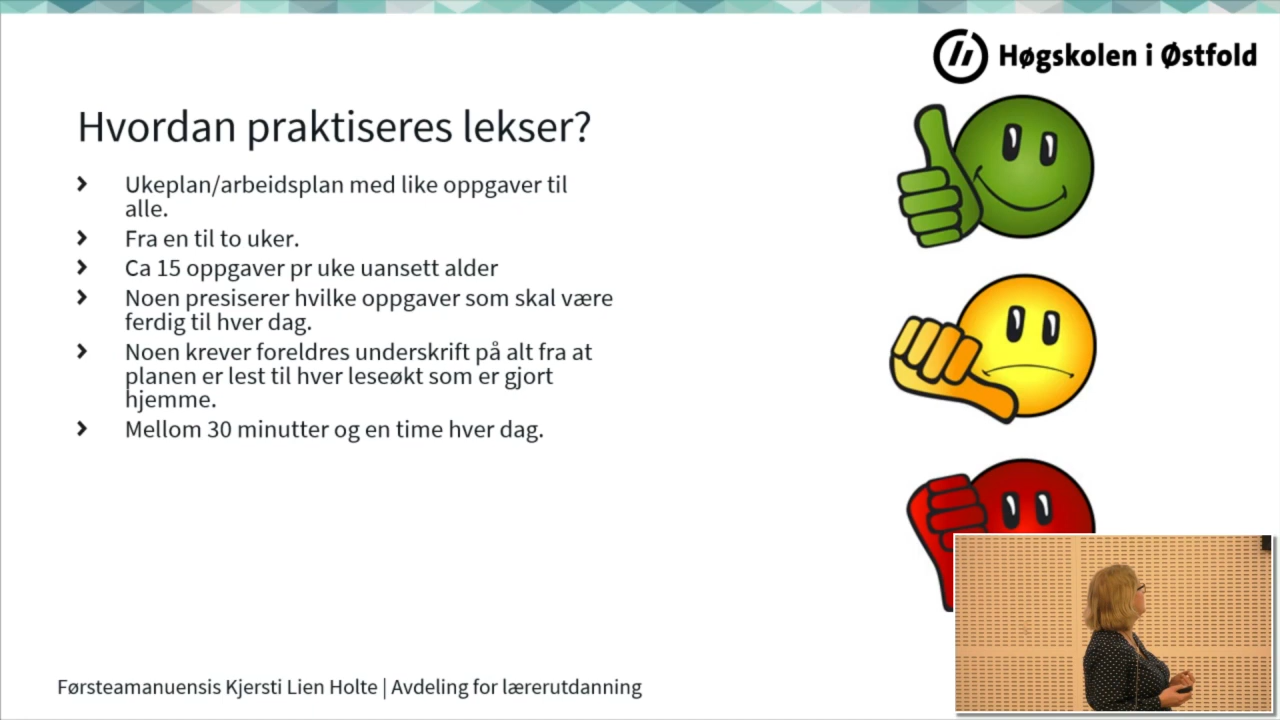 Høgskolen i Østfold
Hvordan praktiseres lekser?
Ukeplan/arbeidsplan med like oppgaver til
alle.
Fra en til to uker.
Ca 15 oppgaver pr uke uansett alder
Noen presiserer hvilke oppgaver som skal være
ferdig til hver dag.
Noen krever foreldres underskrift på alt fra at
planen er lest til hver leseøkt som er gjort
hjemme.
Mellom 30 minutter og en time hver dag.
Førsteamanuensis Kjersti Lien Holte | Avdeling for lærerutdanning